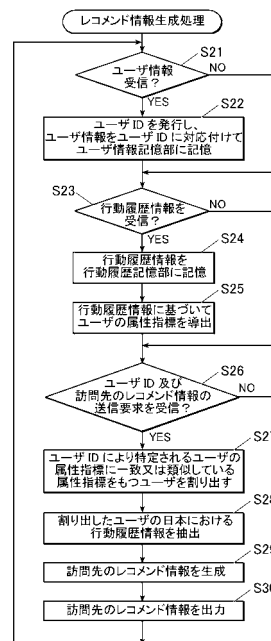 レコメンド情報生成処理
S21
ユーザ情報
受信？
NO
YES
S22
ユーザIDを発行し、
ユーザ情報をユーザIDに対応付けて
ユーザ情報記憶部に記憶
S23
行動履歴情報を
受信？
NO
YES
S24
行動履歴情報を
行動履歴記憶部に記憶
S25
行動履歴情報に基づいて
ユーザの属性指標を導出
S26
ユーザID及び
訪問先のレコメンド情報の
送信要求を受信？
NO
YES
S27
ユーザIDにより特定されるユーザの
属性指標に一致又は類似している
属性指標をもつユーザを割り出す
S28
割り出したユーザの日本における
行動履歴情報を抽出
S29
訪問先のレコメンド情報を生成
S30
訪問先のレコメンド情報を出力